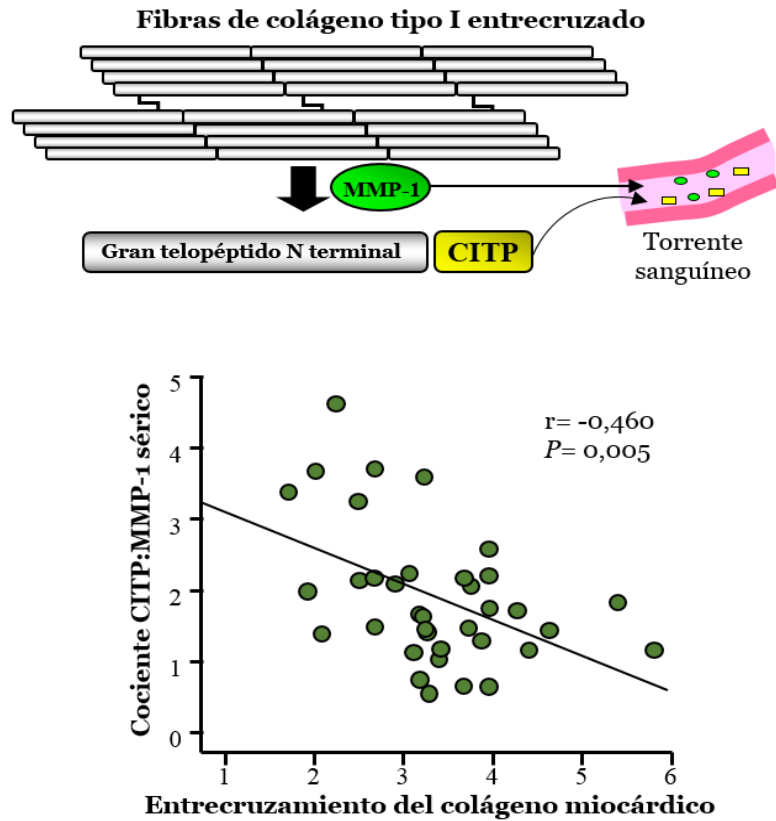 Fibras de colágeno tipo I entrecruzado
MMP-1
Gran telopéptido N terminal
CITP
Torrente
sanguíneo
Cociente CITP:MMP-1 sérico
5
4
3
2
1
0
r= -0,460
P= 0,005
1 2 3 4 5 6
Entrecruzamiento del colágeno miocárdico